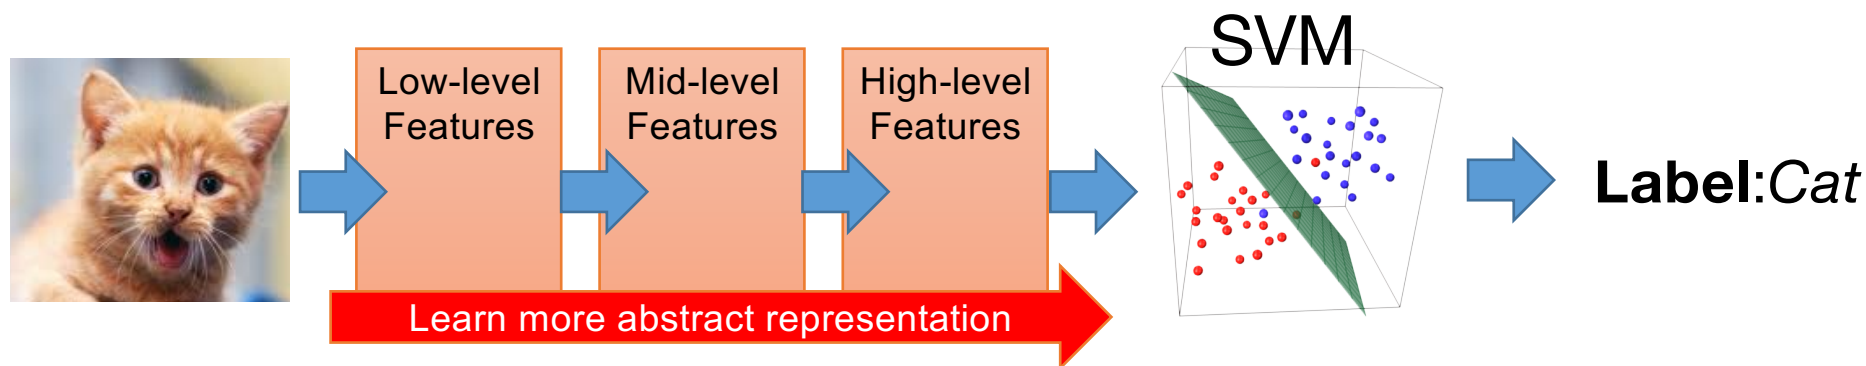 Low-level
Features
Mid-level
Features
High-level
Features
Learn more abstract representation
SVM
Label:Cat